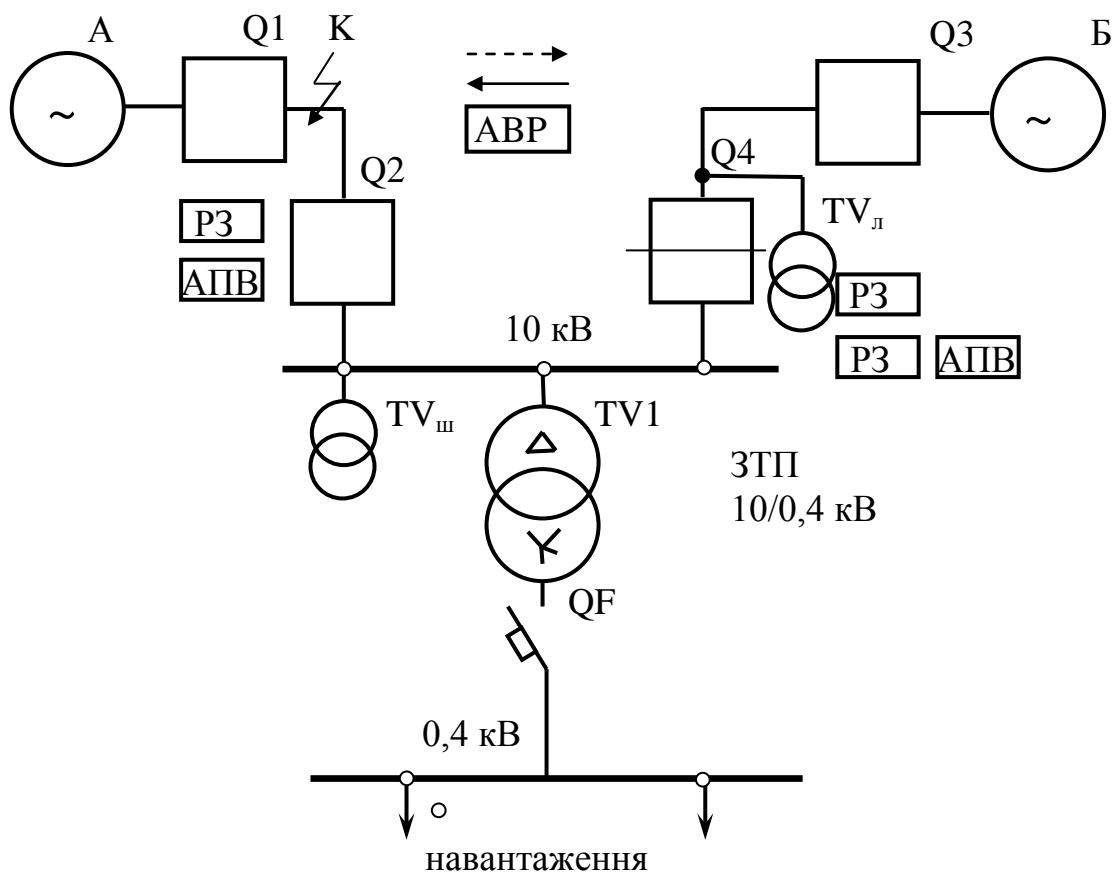 А
Q1
К
Q3
Б
~
АВР
~
Q2
Q4
РЗ
TVл
АПВ
РЗ
10 кВ
РЗ
АПВ
TVш
TV1
ЗТП
10/0,4 кВ
QF
0,4 кВ
навантаження